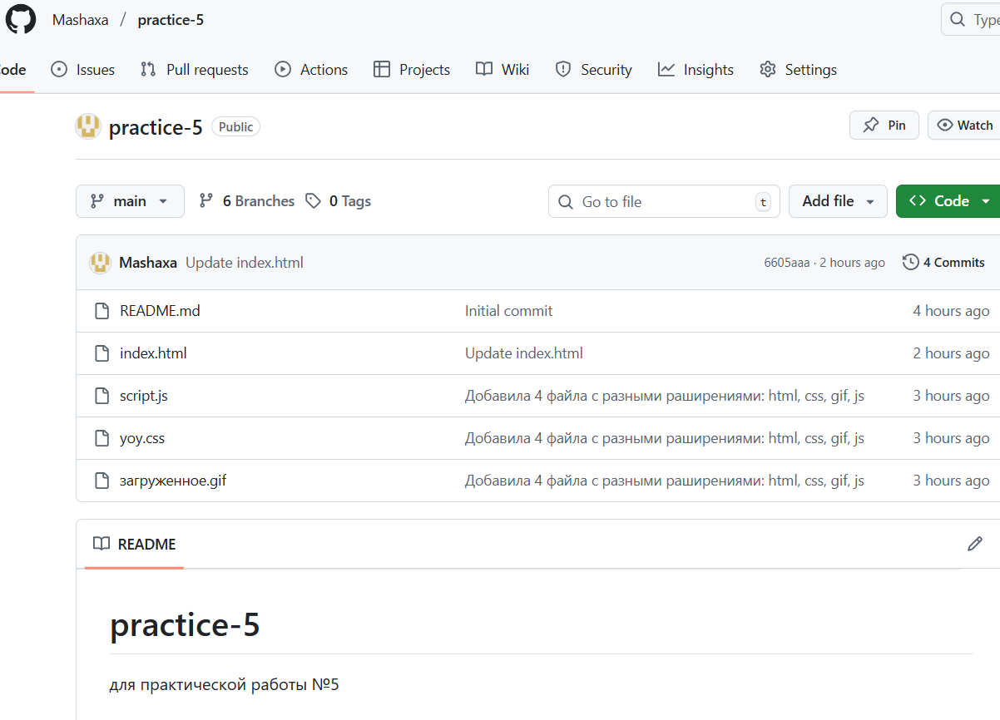 Mashaxa / practice-5 Type
ode Issues Pull requests Actions Projects Wiki Security Insights Settings
practice-5 Public Pin Watch
main 6 Branches 0 Tags Go to file t Add file Code
Mashaxa Update index.html 6605aaa · 2 hours ago 4 Commits
README.md Initial commit 4 hours ago
index.html Update index.html 2 hours ago
script.js Добавила 4 файла с разными раширениями: html, css, gif, js 3 hours ago
yoy.css Добавила 4 файла с разными раширениями: html, css, gif, js 3 hours ago
загруженное.gif Добавила 4 файла с разными раширениями: html, css, gif, js 3 hours ago
README
practice-5
для практической работы №5